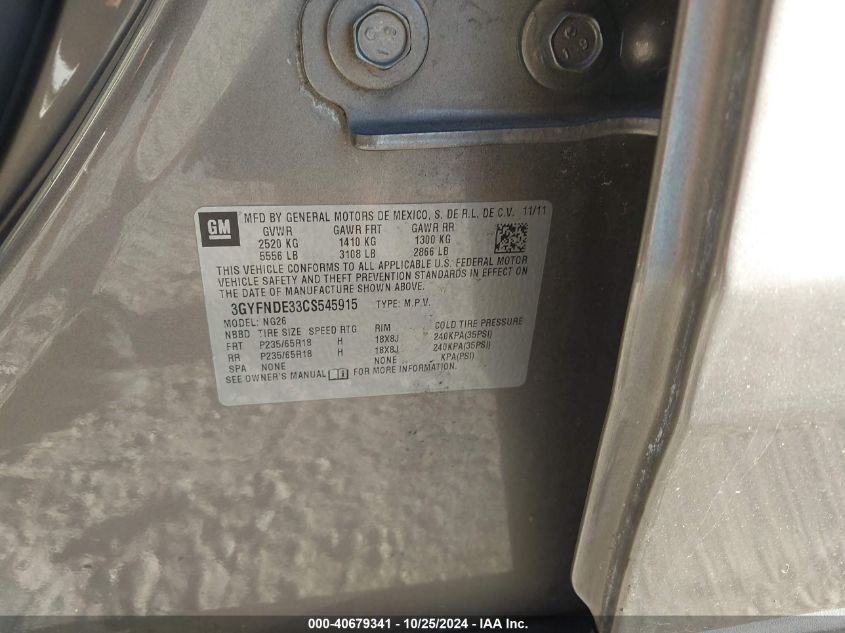 GM
MFD BY GENERAL MOTORS DE MEXICO, S. DE R.L. DE C.V. 11/11
GVWR GAWR FRT GAWR RR
2520 KG 1410 KG 1300 KG
5556 LB 3108 LB 2866 LB
THIS VEHICLE CONFORMS TO ALL APPLICABLE U.S. FEDERAL MOTOR
VEHICLE SAFETY AND THEFT PREVENTION STANDARDS IN EFFECT ON
THE DATE OF MANUFACTURE SHOWN ABOVE.
3GYFNDE33CS545915 TYPE: M.P.V.
MODEL: NG26
NBBD TIRE SIZE SPEED RTG RIM COLD TIRE PRESSURE
FRT P235/65R18 H 18X8J 240KPA(35PSI)
RR P235/65R18 H 18X8J 240KPA(35PSI)
SPA NONE NONE KPA(PSI)
SEE OWNER'S MANUAL FOR MORE INFORMATION.
000-40679341 - 10/25/2024 - IAA Inc.